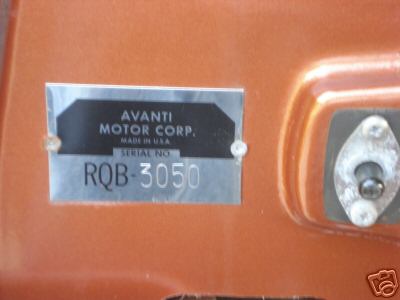 AVANTI
MOTOR CORP.
MADE IN U.S.A.
SERIAL NO.
RQB-3050